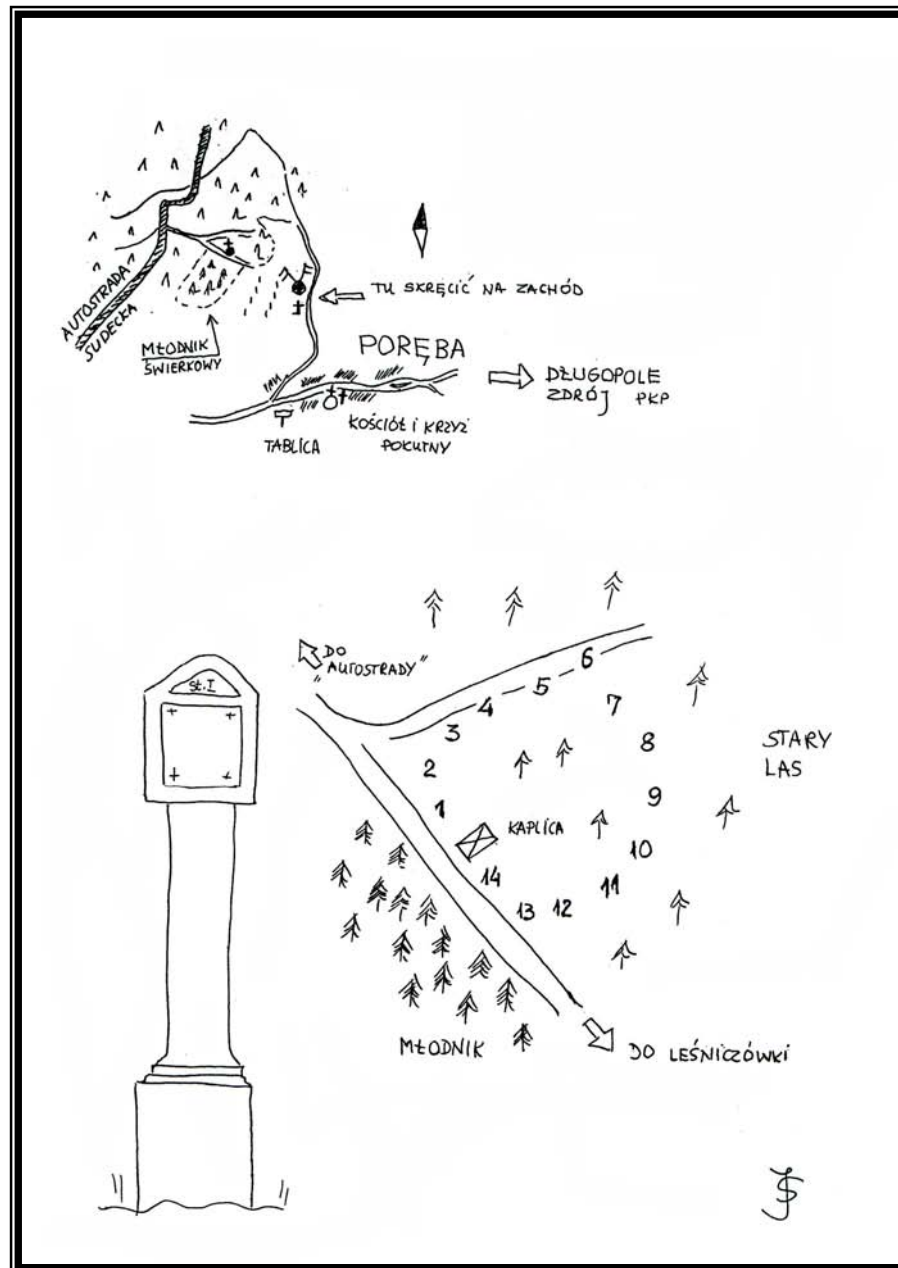 AUTOSTRADA
SUDECKA
MŁODNIK
ŚWIERKOWY
TU SKRĘCIĆ NA ZACHÓD
PORĘBA
DŁUGOPOLE
ZDRÓJ PKP
TABLICA
KOŚCIÓŁ I KRZYŻ
POKUTNY
St. I
DO
"AUTOSTRADY"
6
5
4
3
7
2
8
1
9
KAPLICA
10
14
11
13
12
STARY
LAS
MŁODNIK
DO LEŚNICZÓWKI